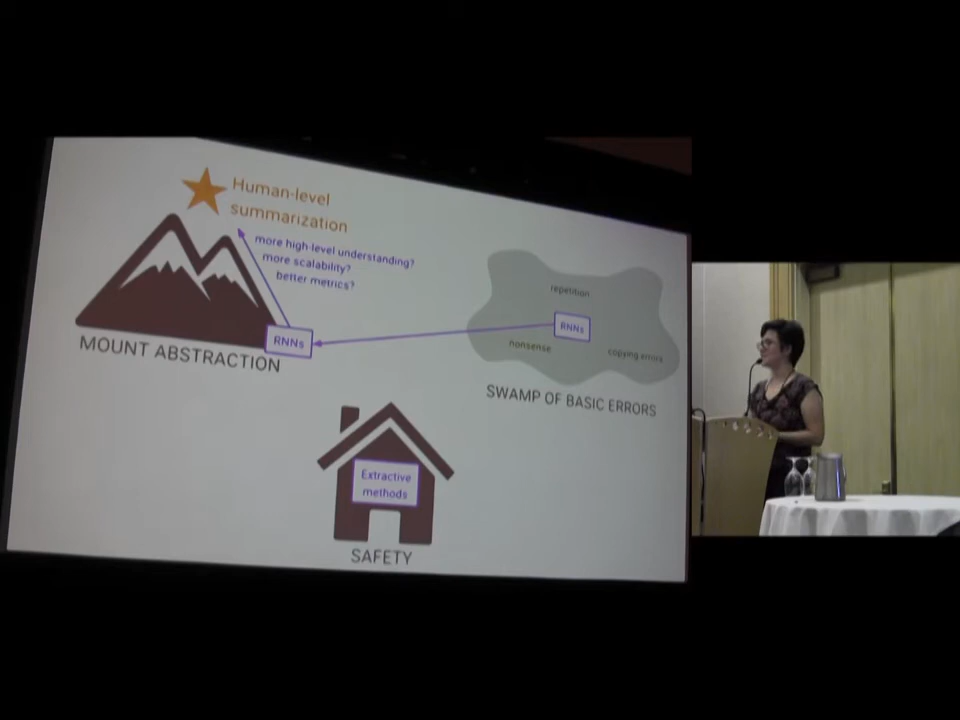 Human-level
summarization
more high-level understanding?
more scalability?
better metrics?
RNNs
MOUNT ABSTRACTION
repetition
RNNs
nonsense
copying errors
SWAMP OF BASIC ERRORS
Extractive
methods
SAFETY